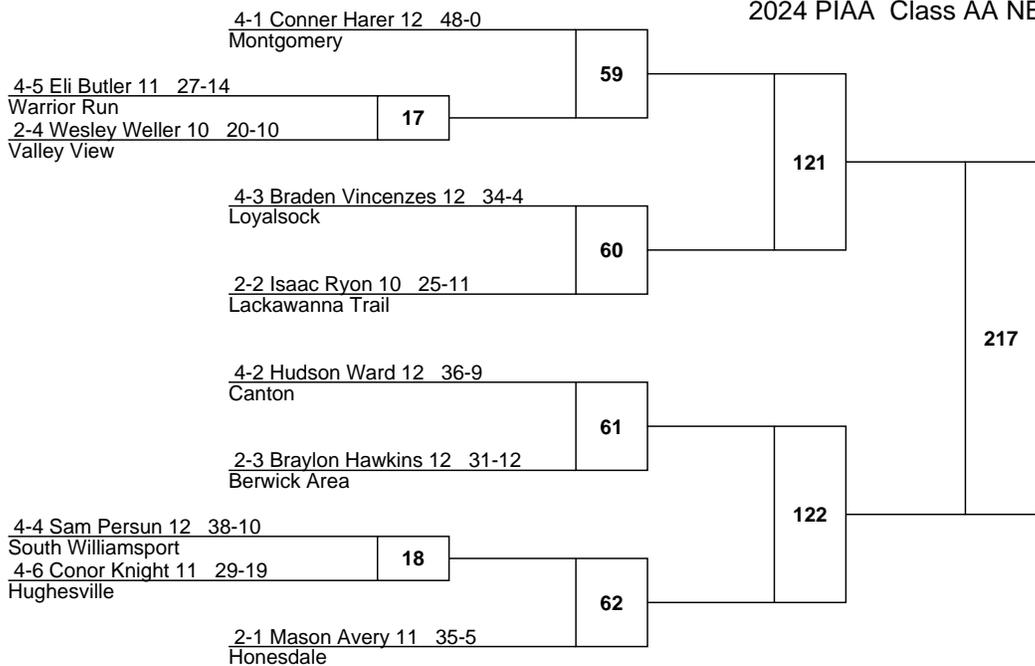 2024 PIAA Class AA NE
4-1 Conner Harer 12 48-0
Montgomery
59
4-5 Eli Butler 11 27-14
Warrior Run
17
2-4 Wesley Weller 10 20-10
Valley View
121
4-3 Braden Vincenzes 12 34-4
Loyalsock
60
2-2 Isaac Ryon 10 25-11
Lackawanna Trail
217
4-2 Hudson Ward 12 36-9
Canton
61
2-3 Braylon Hawkins 12 31-12
Berwick Area
122
4-4 Sam Persun 12 38-10
South Williamsport
18
4-6 Conor Knight 11 29-19
Hughesville
62
2-1 Mason Avery 11 35-5
Honesdale